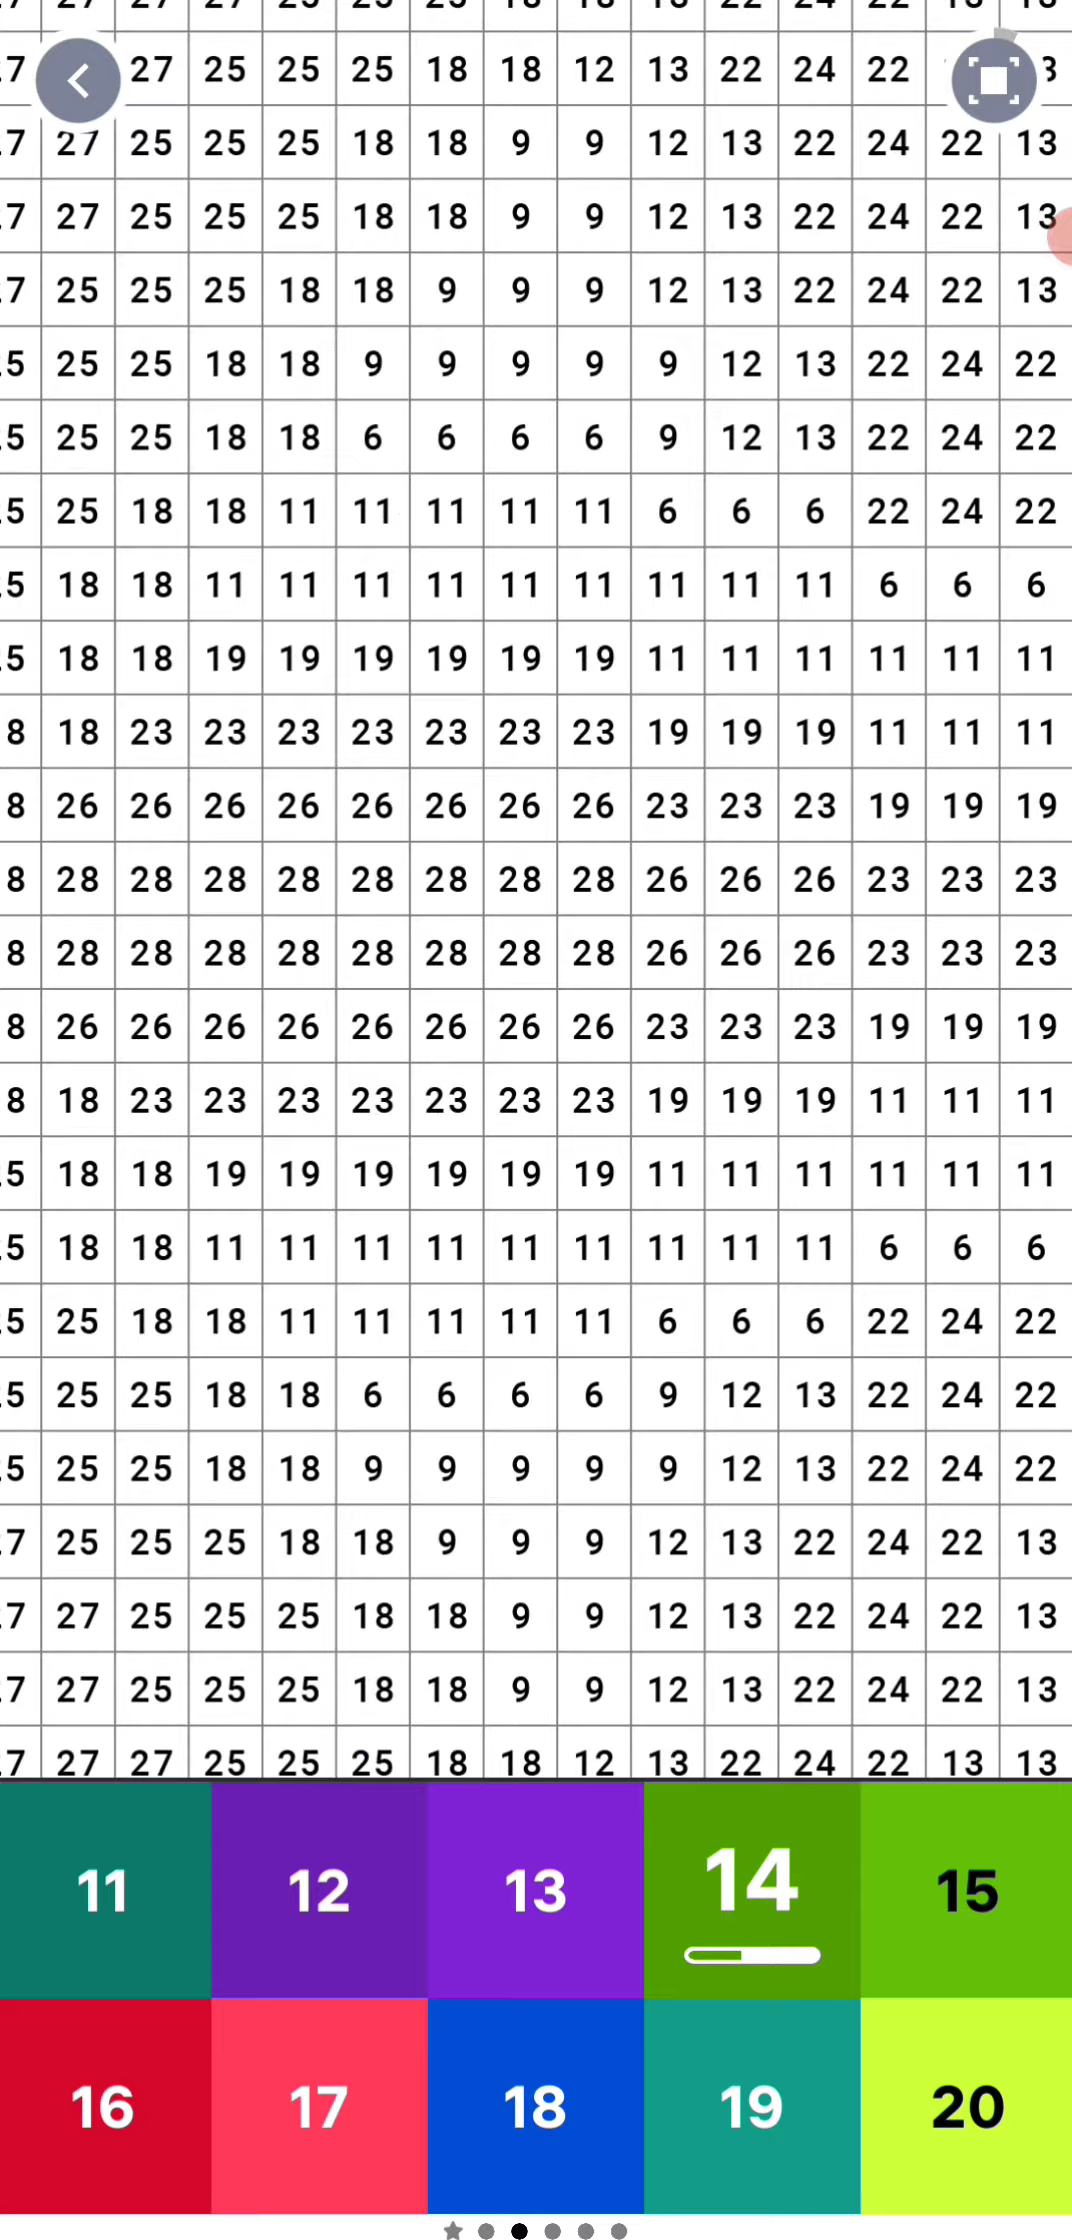 27 25 25 25 18 18 12 13 22 24 22
27 25 25 25 18 18 9 9 12 13 22 24 22 13
27 25 25 25 18 18 9 9 12 13 22 24 22 13
25 25 25 18 18 9 9 9 12 13 22 24 22 13
25 25 18 18 9 9 9 9 9 12 13 22 24 22
25 25 18 18 6 6 6 6 9 12 13 22 24 22
25 18 18 11 11 11 11 11 6 6 6 22 24 22
18 18 11 11 11 11 11 11 11 11 11 6 6 6
18 18 19 19 19 19 19 19 11 11 11 11 11 11
8 18 23 23 23 23 23 23 23 19 19 19 11 11 11
8 26 26 26 26 26 26 26 26 23 23 23 19 19 19
8 28 28 28 28 28 28 28 28 26 26 26 23 23 23
8 28 28 28 28 28 28 28 28 26 26 26 23 23 23
8 26 26 26 26 26 26 26 26 23 23 23 19 19 19
8 18 23 23 23 23 23 23 23 19 19 19 11 11 11
18 18 19 19 19 19 19 19 11 11 11 11 11 11
18 18 11 11 11 11 11 11 11 11 11 6 6 6
25 18 18 11 11 11 11 11 6 6 6 22 24 22
25 25 18 18 6 6 6 6 9 12 13 22 24 22
25 25 18 18 9 9 9 9 9 12 13 22 24 22
25 25 25 18 18 9 9 9 12 13 22 24 22 13
27 25 25 25 18 18 9 9 12 13 22 24 22 13
27 25 25 25 18 18 9 9 12 13 22 24 22 13
27 27 25 25 25 18 18 12 13 22 24 22 13 13
11 12 13 14 15
16 17 18 19 20